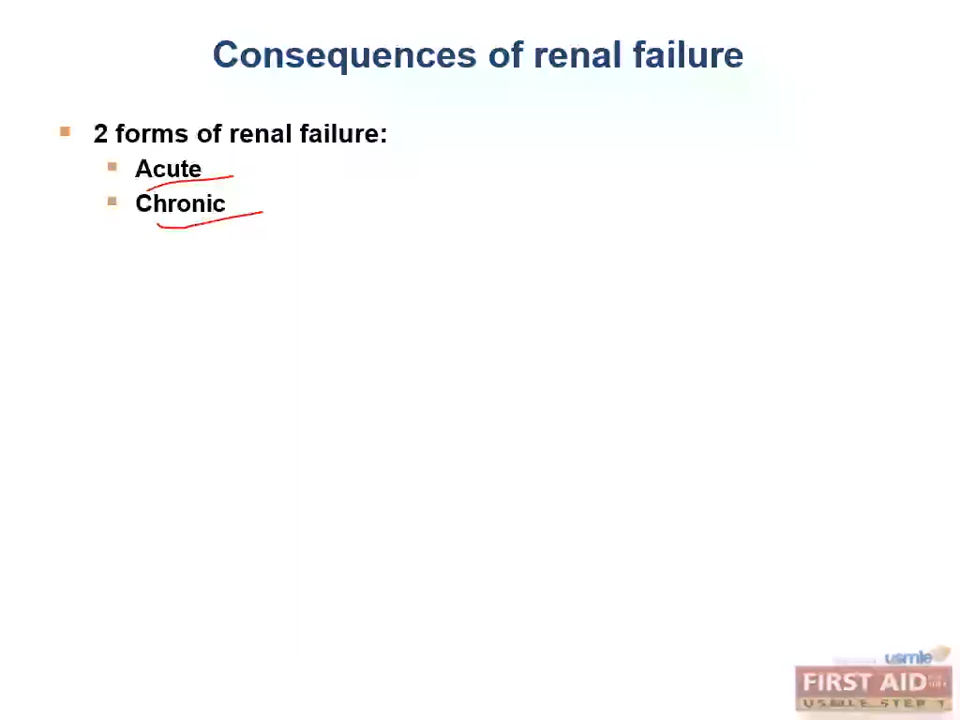 Consequences of renal failure
2 forms of renal failure:
Acute
Chronic
usmle
FIRST AID
USMLE STEP 1